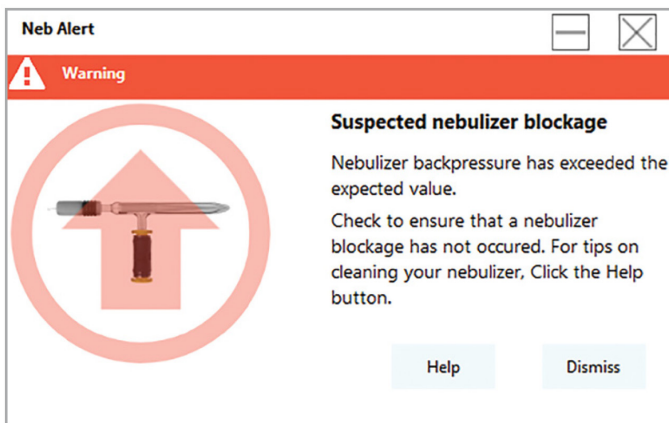 Neb Alert
Warning
Suspected nebulizer blockage
Nebulizer backpressure has exceeded the
expected value.
Check to ensure that a nebulizer
blockage has not occured. For tips on
cleaning your nebulizer, Click the Help
button.
Help
Dismiss